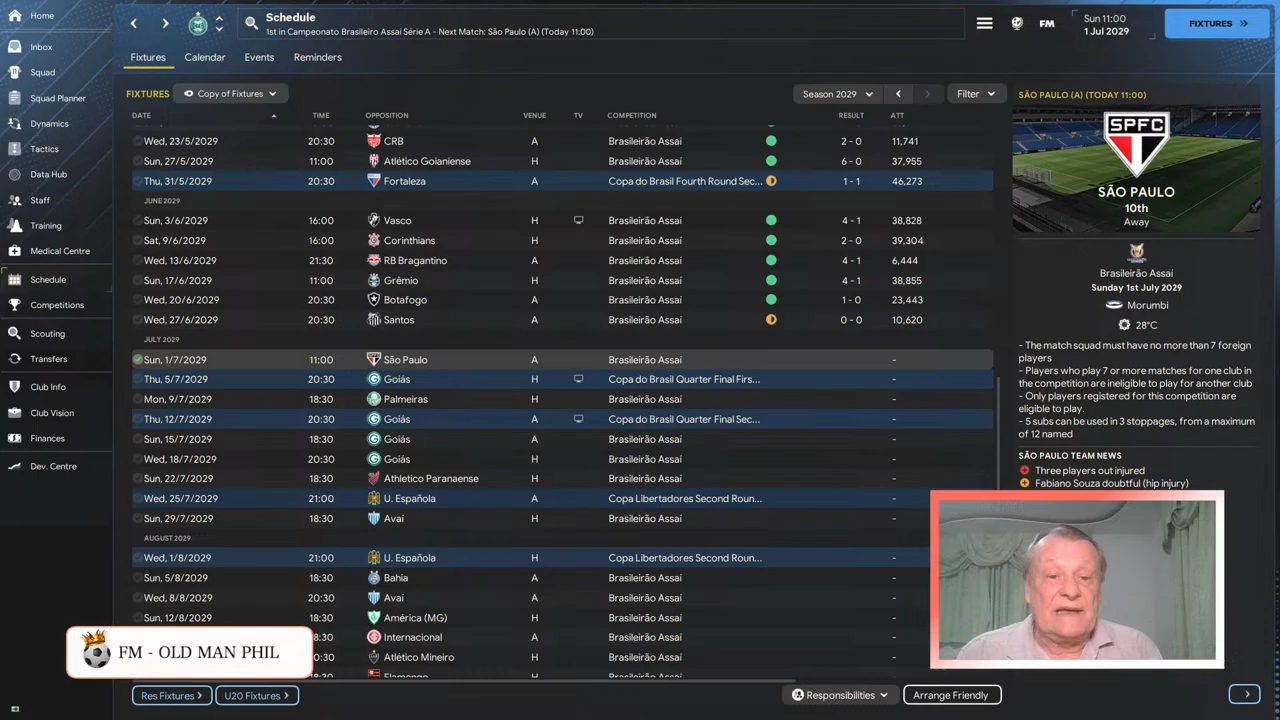 Home
Inbox
Squad
Squad Planner
Dynamics
Tactics
Data Hub
Staff
Training
Medical Centre
Schedule
Competitions
Scouting
Transfers
Club Info
Club Vision
Finances
Dev. Centre
Schedule
1st in Campeonato Brasileiro Assaí Série A - Next Match: São Paulo (A) (Today 11:00)
FM
Sun 11:00
1 Jul 2029
FIXTURES
Fixtures Calendar Events Reminders
FIXTURES Copy of Fixtures Season 2029 Filter
DATE TIME OPPOSITION VENUE TV COMPETITION RESULT ATT
Wed, 23/5/2029 20:30 CRB A Brasileirão Assaí 2 - 0 11,741
Sun, 27/5/2029 11:00 Atlético Goianiense H Brasileirão Assaí 6 - 0 37,955
Thu, 31/5/2029 20:30 Fortaleza A Copa do Brasil Fourth Round Sec... 1 - 1 46,273
JUNE 2029
Sun, 3/6/2029 16:00 Vasco H Brasileirão Assaí 4 - 1 38,828
Sat, 9/6/2029 16:00 Corinthians H Brasileirão Assaí 2 - 0 39,304
Wed, 13/6/2029 21:30 RB Bragantino A Brasileirão Assaí 4 - 1 6,444
Sun, 17/6/2029 11:00 Grêmio H Brasileirão Assaí 4 - 1 38,855
Wed, 20/6/2029 20:30 Botafogo A Brasileirão Assaí 1 - 0 23,443
Wed, 27/6/2029 20:30 Santos A Brasileirão Assaí 0 - 0 10,620
JULY 2029
Sun, 1/7/2029 11:00 São Paulo A Brasileirão Assaí -
Thu, 5/7/2029 20:30 Goiás H Copa do Brasil Quarter Final Firs... -
Mon, 9/7/2029 18:30 Palmeiras H Brasileirão Assaí -
Thu, 12/7/2029 20:30 Goiás A Copa do Brasil Quarter Final Sec... -
Sun, 15/7/2029 18:30 Goiás A Brasileirão Assaí -
Wed, 18/7/2029 20:30 Goiás H Brasileirão Assaí -
Sun, 22/7/2029 18:30 Athletico Paranaense H Brasileirão Assaí -
Wed, 25/7/2029 21:00 U. Española A Copa Libertadores Second Roun... -
Sun, 29/7/2029 18:30 Avaí H Brasileirão Assaí -
AUGUST 2029
Wed, 1/8/2029 21:00 U. Española H Copa Libertadores Second Roun... -
Sun, 5/8/2029 18:30 Bahia A Brasileirão Assaí -
Wed, 8/8/2029 20:30 Avaí A Brasileirão Assaí -
Sun, 12/8/2029 18:30 América (MG) H Brasileirão Assaí -
8:30 Internacional A Brasileirão Assaí -
20:30 Atlético Mineiro H Brasileirão Assaí -
FM - OLD MAN PHIL
Res Fixtures U20 Fixtures Responsibilities Arrange Friendly
SÃO PAULO (A) (TODAY 11:00)
SPFC
SÃO PAULO
10th
Away
Brasileirão Assaí
Sunday 1st July 2029
Morumbi
28°C
- The match squad must have no more than 7 foreign
players
- Players who play 7 or more matches for one club in
the competition are ineligible to play for another club
- Only players registered for this competition are
eligible to play.
- 5 subs can be used in 3 stoppages, from a maximum
of 12 named
SÃO PAULO TEAM NEWS
Three players out injured
Fabiano Souza doubtful (hip injury)